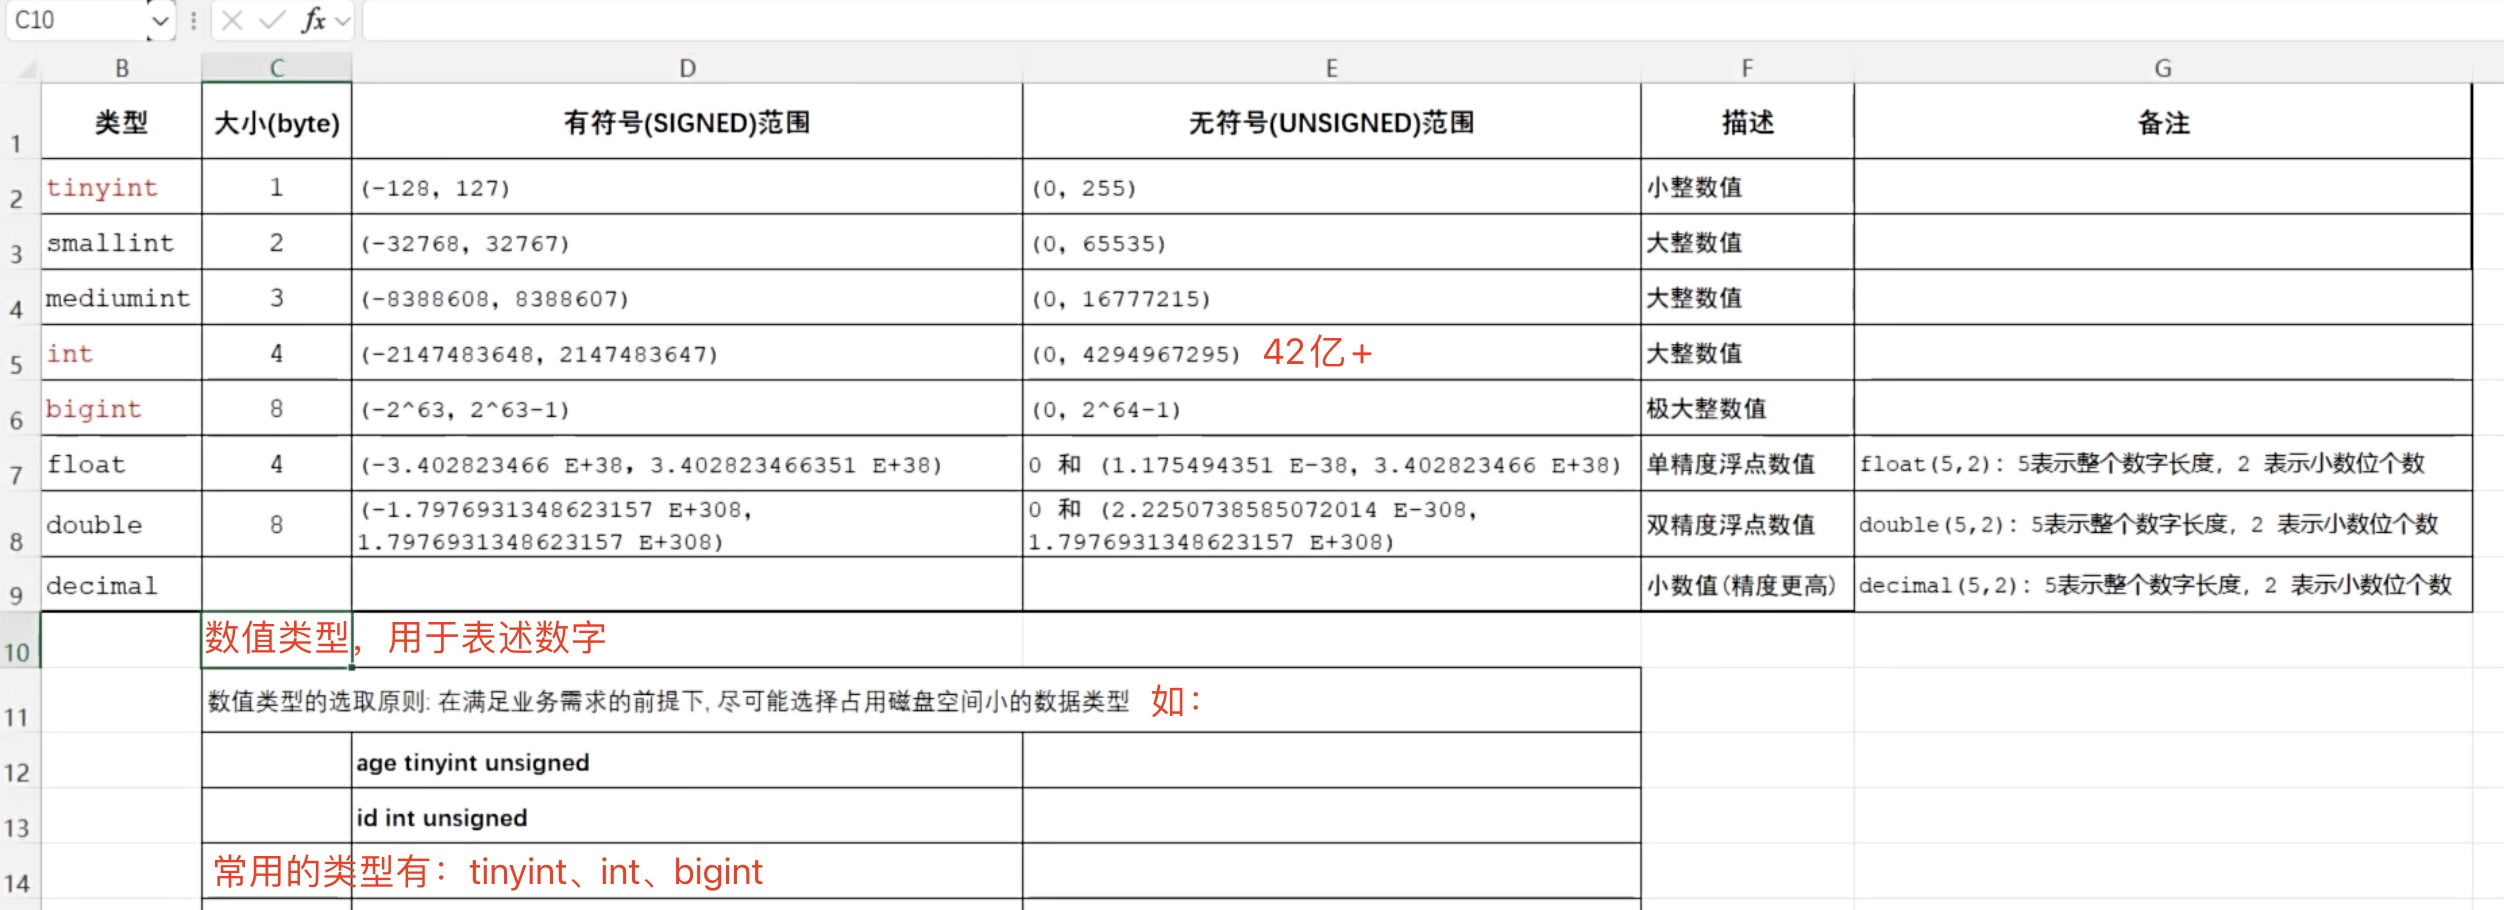 C10
fx
B C D E F G
1 类型 大小(byte) 有符号(SIGNED)范围 无符号(UNSIGNED)范围 描述 备注
2 tinyint 1 (-128, 127) (0, 255) 小整数值
3 smallint 2 (-32768, 32767) (0, 65535) 大整数值
4 mediumint 3 (-8388608, 8388607) (0, 16777215) 大整数值
5 int 4 (-2147483648, 2147483647) (0, 4294967295) 42亿+ 大整数值
6 bigint 8 (-2^63, 2^63-1) (0, 2^64-1) 极大整数值
7 float 4 (-3.402823466 E+38, 3.402823466351 E+38) 0 和 (1.175494351 E-38, 3.402823466 E+38) 单精度浮点数值 float(5,2): 5表示整个数字长度, 2 表示小数位个数
8 double 8 (-1.7976931348623157 E+308, 1.7976931348623157 E+308) 0 和 (2.2250738585072014 E-308, 1.7976931348623157 E+308) 双精度浮点数值 double(5,2): 5表示整个数字长度, 2 表示小数位个数
9 decimal 小数值(精度更高) decimal(5,2): 5表示整个数字长度, 2 表示小数位个数
10 数值类型，用于表述数字
11 数值类型的选取原则: 在满足业务需求的前提下, 尽可能选择占用磁盘空间小的数据类型 如：
12 age tinyint unsigned
13 id int unsigned
14 常用的类型有：tinyint、int、bigint